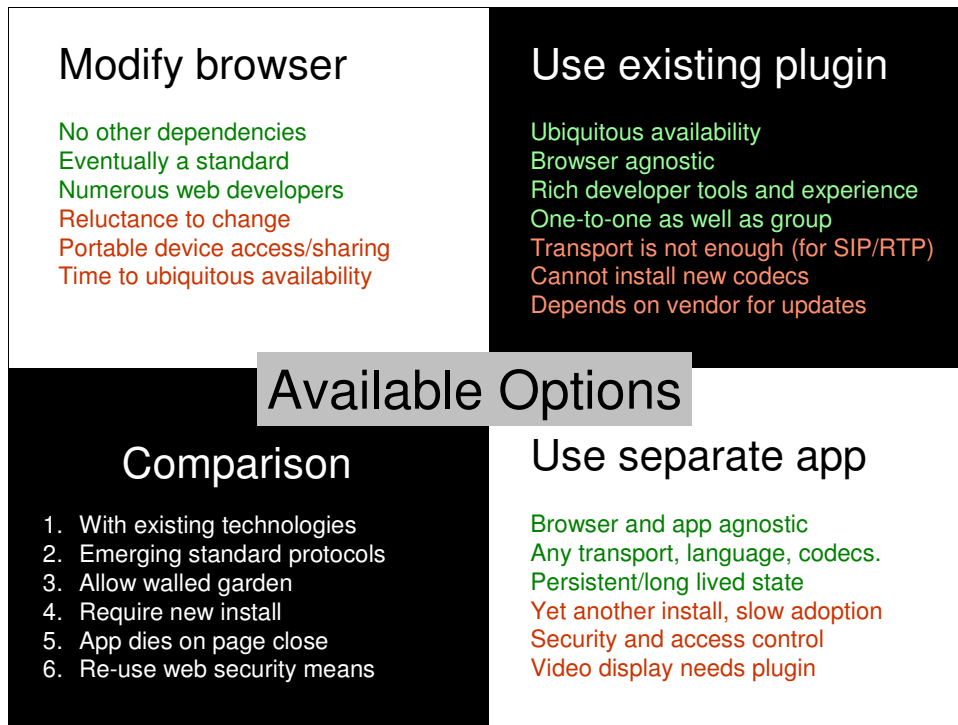 Modify browser
No other dependencies
Eventually a standard
Numerous web developers
Reluctance to change
Portable device access/sharing
Time to ubiquitous availability
Use existing plugin
Ubiquitous availability
Browser agnostic
Rich developer tools and experience
One-to-one as well as group
Transport is not enough (for SIP/RTP)
Cannot install new codecs
Depends on vendor for updates
Available Options
Comparison
1. With existing technologies
2. Emerging standard protocols
3. Allow walled garden
4. Require new install
5. App dies on page close
6. Re-use web security means
Use separate app
Browser and app agnostic
Any transport, language, codecs.
Persistent/long lived state
Yet another install, slow adoption
Security and access control
Video display needs plugin